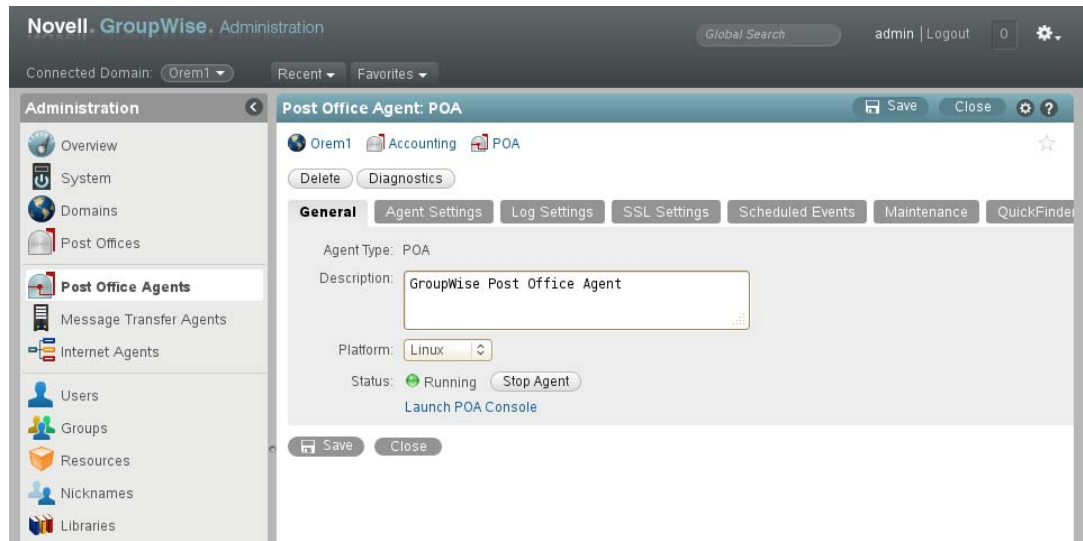 Novell. GroupWise. Administration
Global Search
admin | Logout
0
Connected Domain: Orem1
Recent
Favorites
Administration
Overview
System
Domains
Post Offices
Post Office Agents
Message Transfer Agents
Internet Agents
Users
Groups
Resources
Nicknames
Libraries
Post Office Agent: POA
Save
Close
?
Orem1 Accounting POA
Delete Diagnostics
General Agent Settings Log Settings SSL Settings Scheduled Events Maintenance QuickFinde
Agent Type: POA
Description: GroupWise Post Office Agent
Platform: Linux
Status: Running Stop Agent
Launch POA Console
Save Close